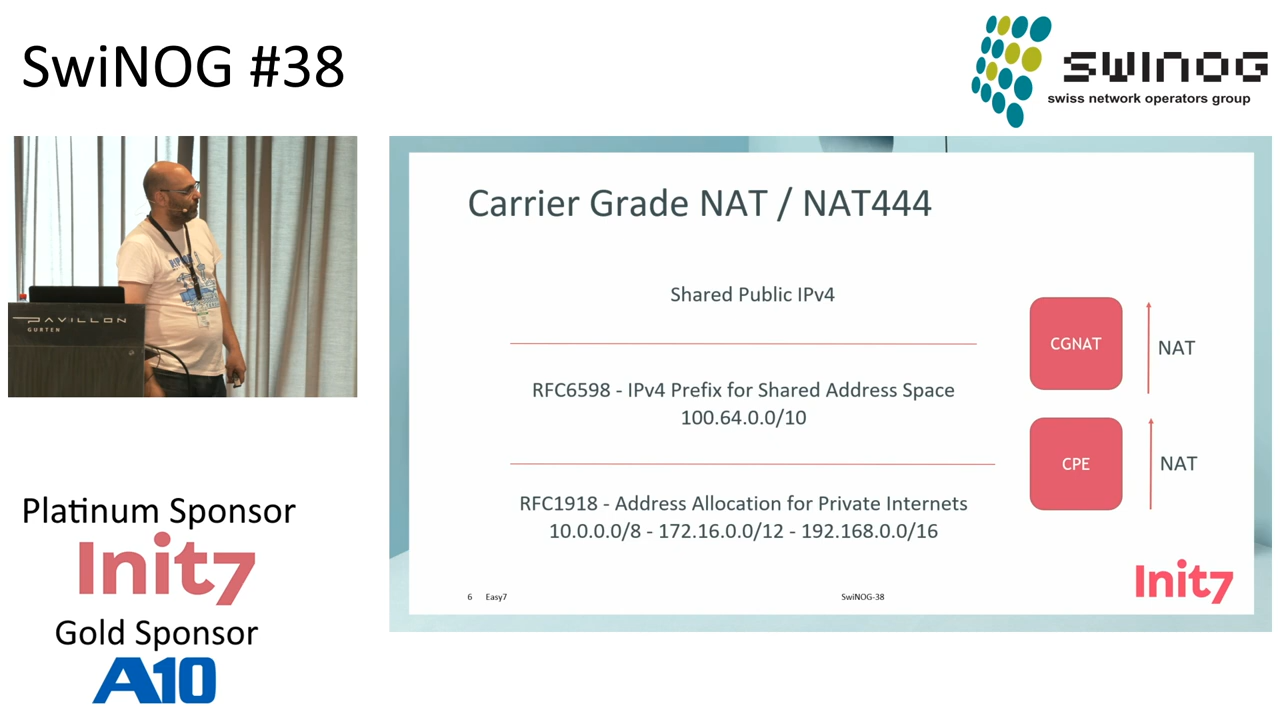 SwiNOG #38
swinog
swiss network operators group
PAVILLON
GURTEN
Carrier Grade NAT / NAT444
Shared Public IPv4
CGNAT
NAT
RFC6598 - IPv4 Prefix for Shared Address Space
100.64.0.0/10
CPE
NAT
RFC1918 - Address Allocation for Private Internets
10.0.0.0/8 - 172.16.0.0/12 - 192.168.0.0/16
Init7
6 Easy7 SwiNOG-38
Platinum Sponsor
Init7
Gold Sponsor
A10